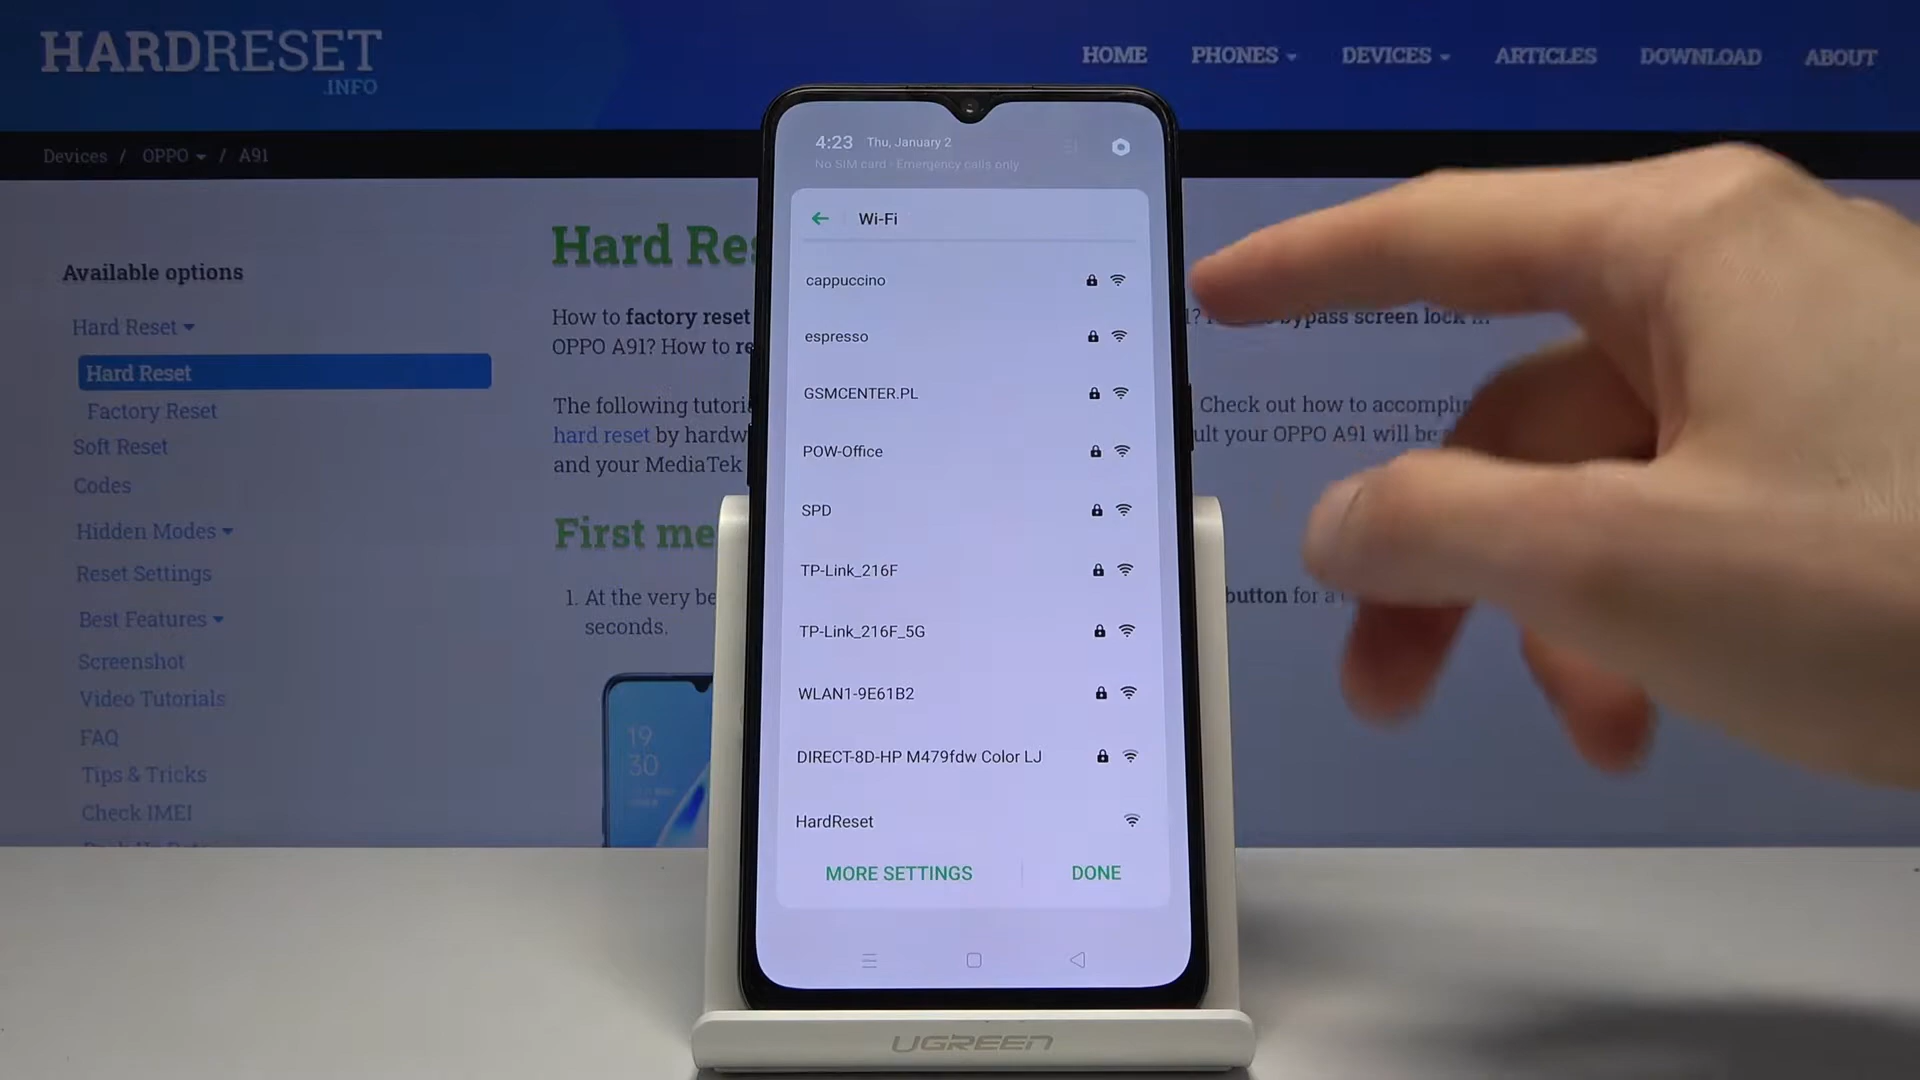 HARDRESET
.INFO
HOME
PHONES
DEVICES
ARTICLES
DOWNLOAD
ABOUT
Devices / OPPO / A91
Available options
Hard Reset
Hard Reset
Factory Reset
Soft Reset
Codes
Hidden Modes
Reset Settings
Best Features
Screenshot
Video Tutorials
FAQ
Tips & Tricks
Check IMEI
Hard Res
How to factory reset
OPPO A91? How to re
bypass screen lock
The following tutori
Check out how to accomplis
hard reset by hardw
ult your OPPO A91 will be
and your MediaTek
First me
1. At the very be
button for a
seconds.
19
30
4:23 Thu, January 2
No SIM card - Emergency calls only
Wi-Fi
cappuccino
espresso
GSMCENTER.PL
POW-Office
SPD
TP-Link_216F
TP-Link_216F_5G
WLAN1-9E61B2
DIRECT-8D-HP M479fdw Color LJ
HardReset
MORE SETTINGS
DONE
UGREEN